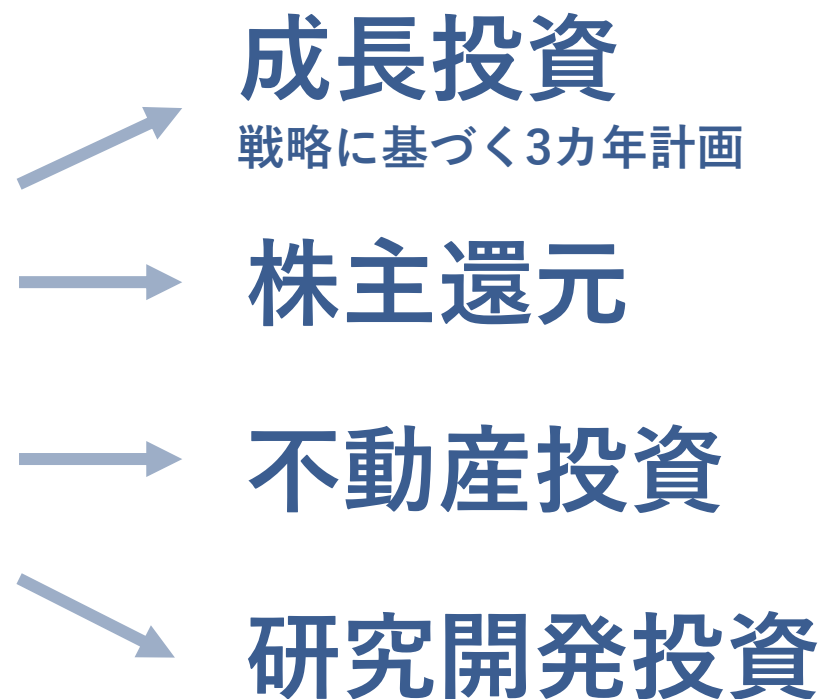 成長投資
戦略に基づく3カ年計画
株主還元
不動産投資
研究開発投資